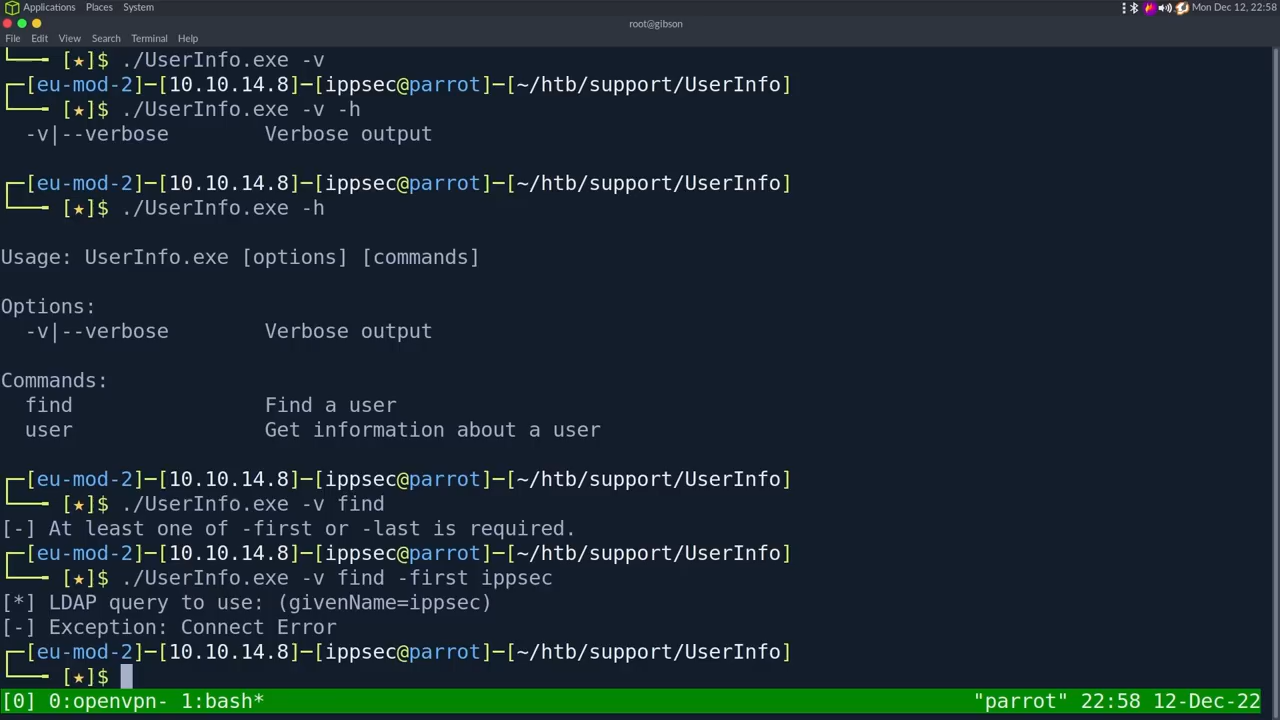 Applications Places System Mon Dec 12, 22:58
root@gibson
File Edit View Search Terminal Help
└──╼ [★]$ ./UserInfo.exe -v
┌─[eu-mod-2]─[10.10.14.8]─[ippsec@parrot]─[~/htb/support/UserInfo]
└──╼ [★]$ ./UserInfo.exe -v -h
-v|--verbose Verbose output
┌─[eu-mod-2]─[10.10.14.8]─[ippsec@parrot]─[~/htb/support/UserInfo]
└──╼ [★]$ ./UserInfo.exe -h
Usage: UserInfo.exe [options] [commands]
Options:
-v|--verbose Verbose output
Commands:
find Find a user
user Get information about a user
┌─[eu-mod-2]─[10.10.14.8]─[ippsec@parrot]─[~/htb/support/UserInfo]
└──╼ [★]$ ./UserInfo.exe -v find
[-] At least one of -first or -last is required.
┌─[eu-mod-2]─[10.10.14.8]─[ippsec@parrot]─[~/htb/support/UserInfo]
└──╼ [★]$ ./UserInfo.exe -v find -first ippsec
[*] LDAP query to use: (givenName=ippsec)
[-] Exception: Connect Error
┌─[eu-mod-2]─[10.10.14.8]─[ippsec@parrot]─[~/htb/support/UserInfo]
└──╼ [★]$
[0] 0:openvpn- 1:bash* "parrot" 22:58 12-Dec-22